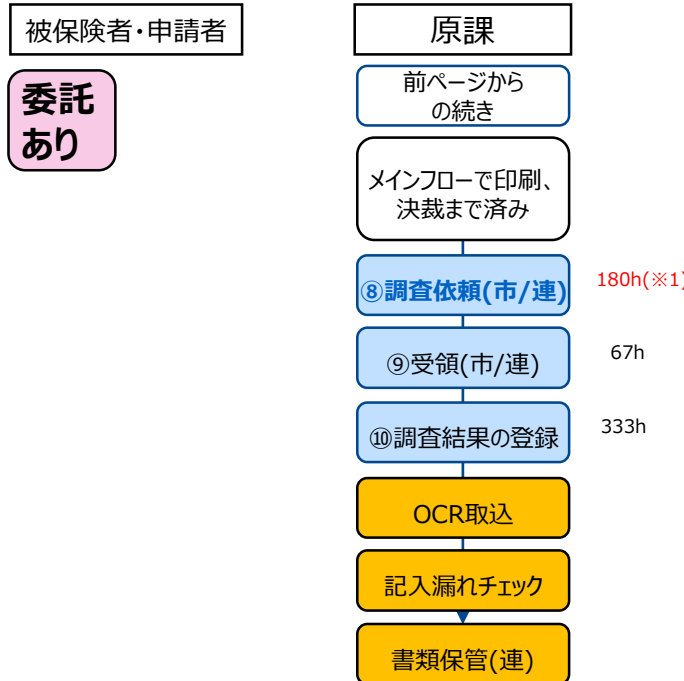 被保険者・申請者
原課
委託
あり
前ページから
の続き
メインフローで印刷、
決裁まで済み
⑧調査依頼(市/連)
180h(※1)
⑨受領(市/連)
67h
⑩調査結果の登録
333h
OCR取込
記入漏れチェック
書類保管(連)